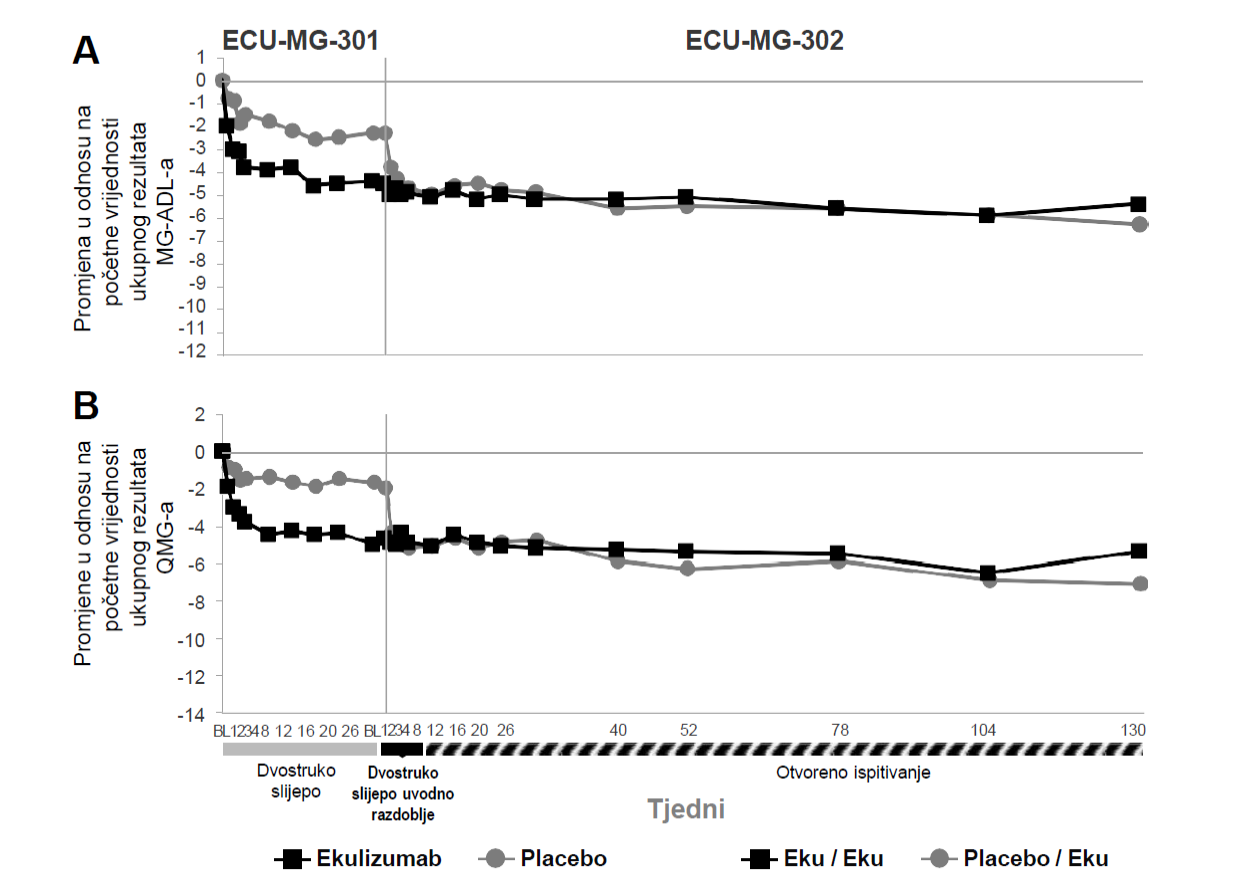 A
ECU-MG-301
ECU-MG-302
Promjena u odnosu na
početne vrijednosti
ukupnog rezultata
MG-ADL-a
1
0
-1
-2
-3
-4
-5
-6
-7
-8
-9
-10
-11
-12
B
Promjene u odnosu na
početne vrijednosti
ukupnog rezultata
QMG-a
2
0
-2
-4
-6
-8
-10
-12
-14
BL1234 8 12 16 20 26 BL1234 8 12 16 20 26 40 52 78 104 130
Dvostruko
slijepo
Dvostruko
slijepo uvodno
razdoblje
Otvoreno ispitivanje
Tjedni
Ekulizumab
Placebo
Eku / Eku
Placebo / Eku